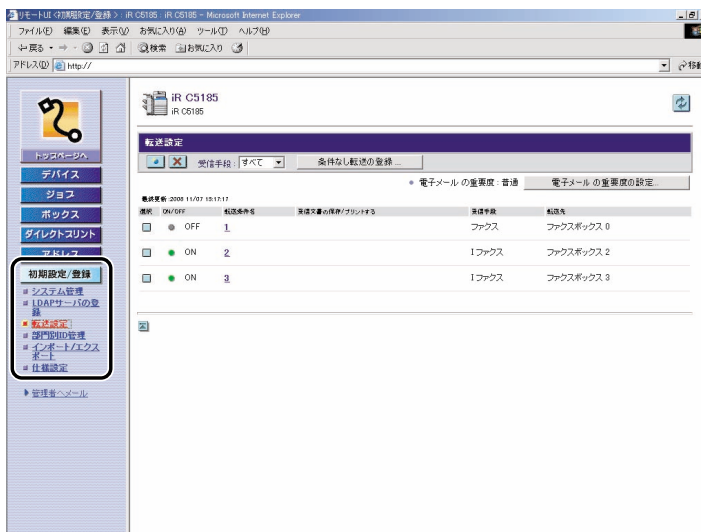 リモートUI <初期設定/登録> : iR C5185 : iR C5185 - Microsoft Internet Explorer
ファイル(F) 編集(E) 表示(V) お気に入り(A) ツール(T) ヘルプ(H)
戻る 検索 お気に入り
アドレス(D) http:// 移動
iR C5185
iR C5185
トップページへ
デバイス
ジョブ
ボックス
ダイレクトプリント
アドレス
初期設定/登録
システム管理
LDAPサーバの登
録
転送設定
部門別ID管理
インポート/エクス
ポート
仕様設定
管理者へメール
転送設定
受信手段: すべて 条件なし転送の登録 ...
電子メール の重要度 : 普通 電子メール の重要度の設定...
最終更新 :2008 11/07 13:17:17
選択 ON/OFF 転送条件名 受信文書の保存/プリントする 受信手段 転送先
OFF 1 ファクス ファクスボックス 0
ON 2 Iファクス ファクスボックス 2
ON 3 Iファクス ファクスボックス 3